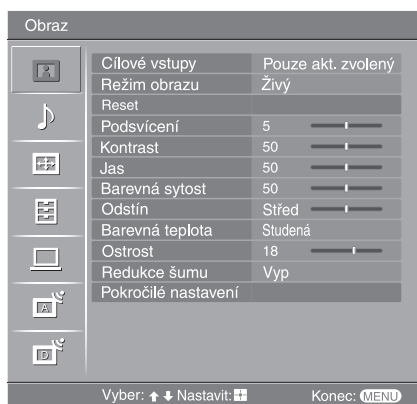 Obraz
Cílové vstupy Pouze akt. zvolený
Režim obrazu Živý
Reset
Podsvícení 5
Kontrast 50
Jas 50
Barevná sytost 50
Odstín Střed
Barevná teplota Studená
Ostrost 18
Redukce šumu Vyp
Pokročilé nastavení
A
D
Vyber: Nastavit: Konec: MENU